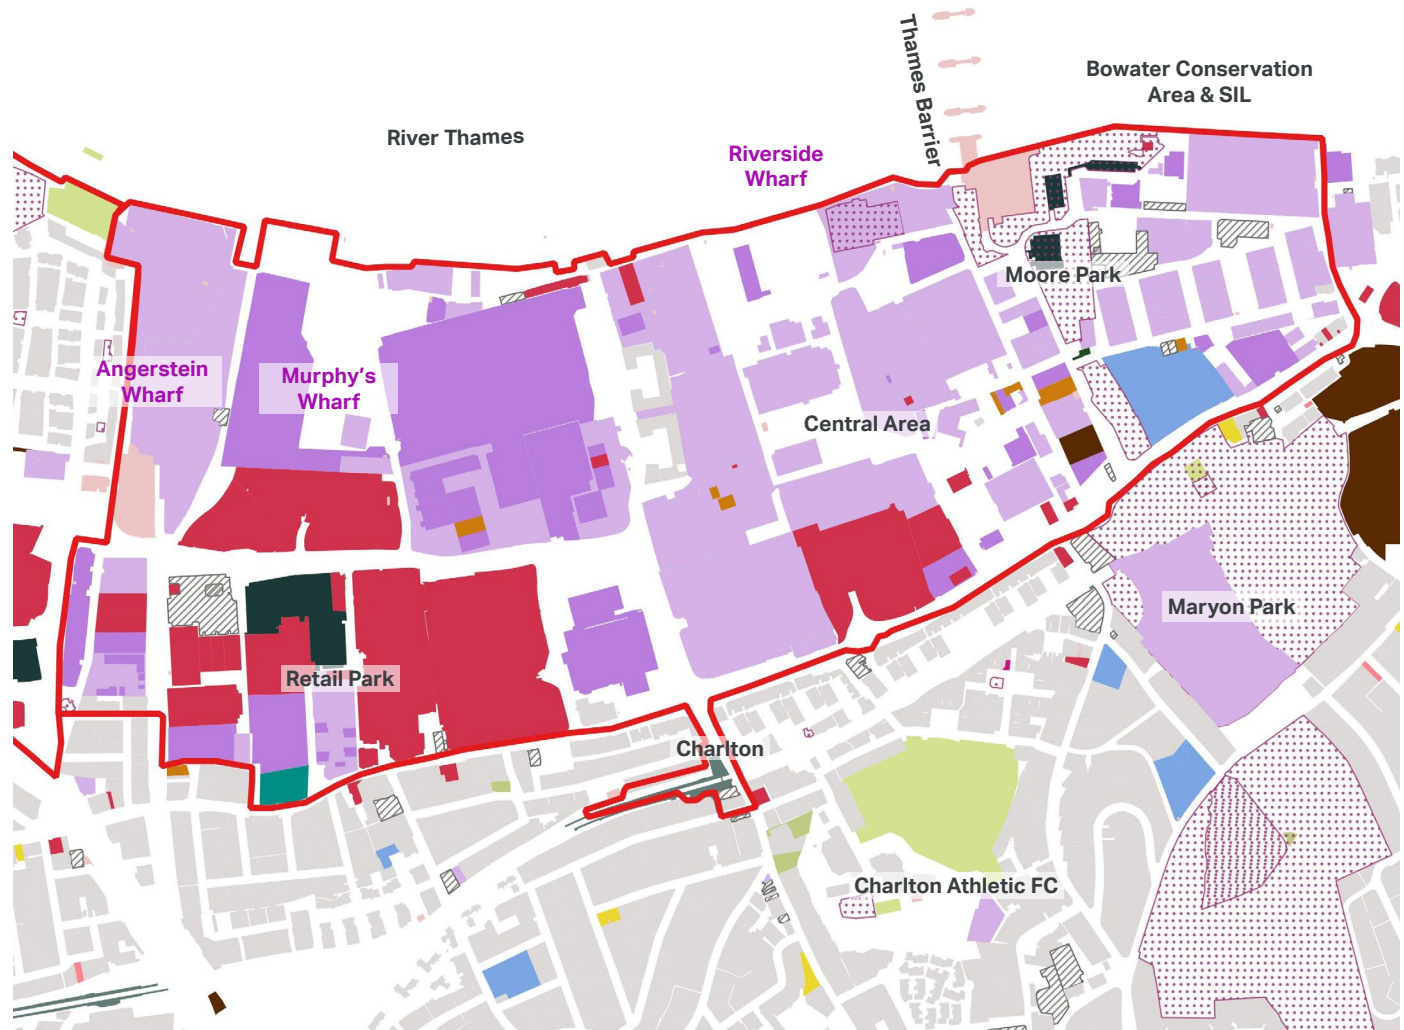 Thames Barrier
Bowater Conservation
Area & SIL
River Thames
Riverside
Wharf
Moore Park
Angerstein
Wharf
Murphy's
Wharf
Central Area
Maryon Park
Retail Park
Charlton
Charlton Athletic FC